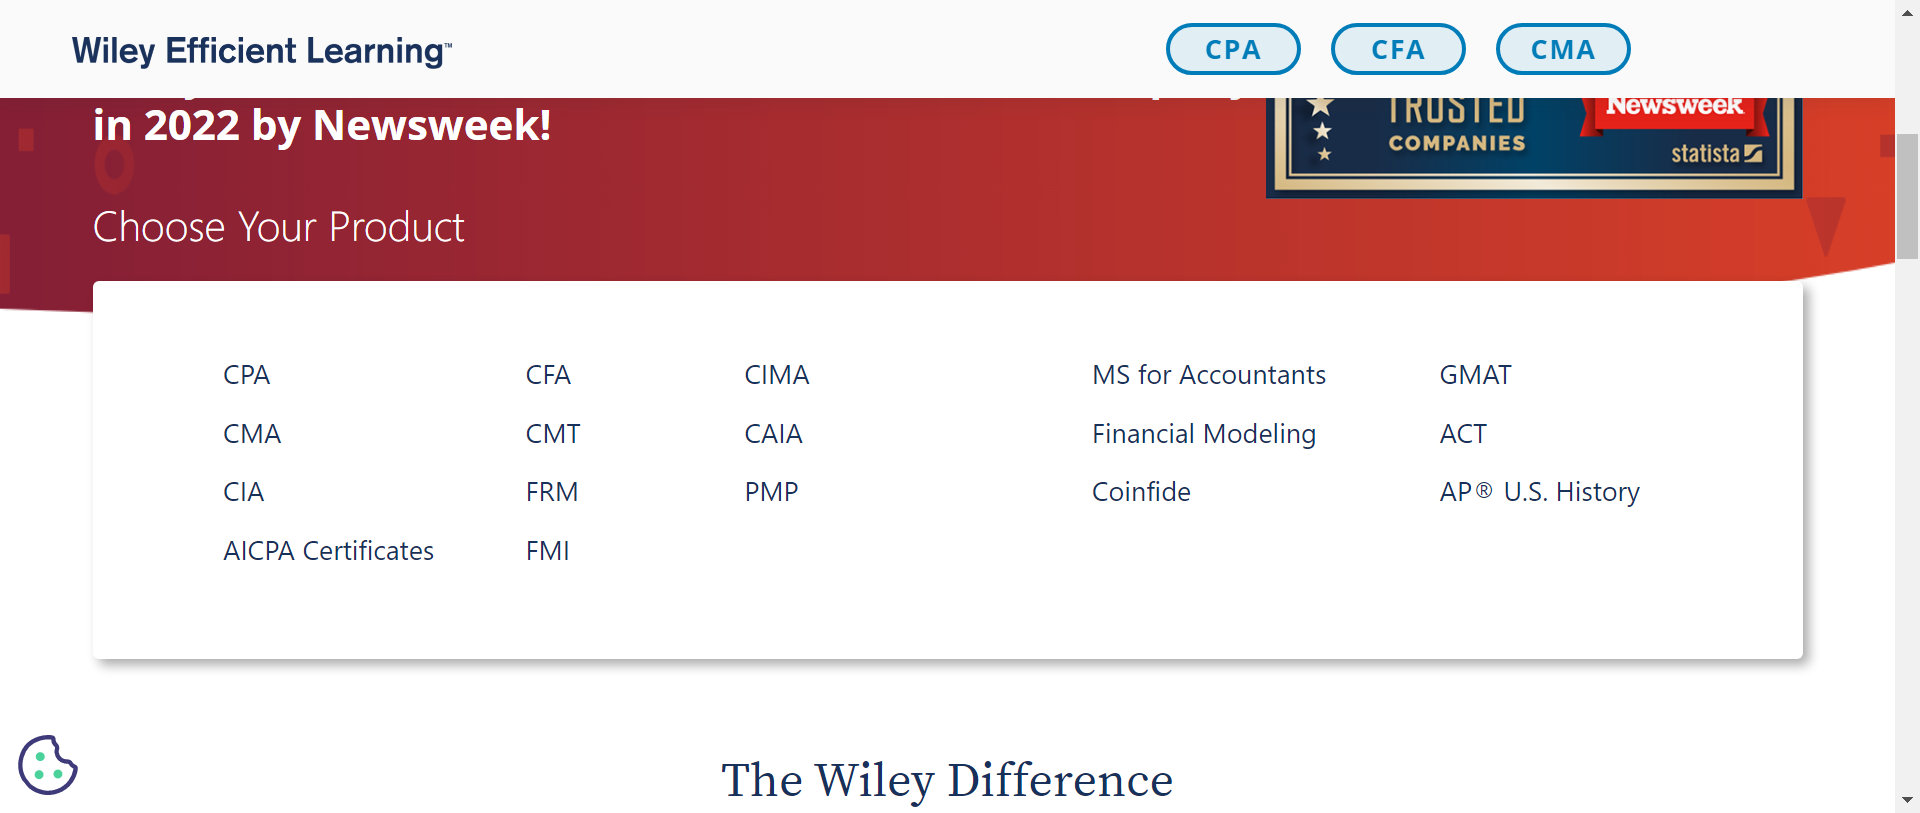 Wiley Efficient Learning™
CPA CFA CMA
in 2022 by Newsweek!
TRUSTED
COMPANIES
Newsweek
statista
Choose Your Product
CPA
CMA
CIA
AICPA Certificates
CFA
CMT
FRM
FMI
CIMA
CAIA
PMP
MS for Accountants
Financial Modeling
Coinfide
GMAT
ACT
AP® U.S. History
The Wiley Difference